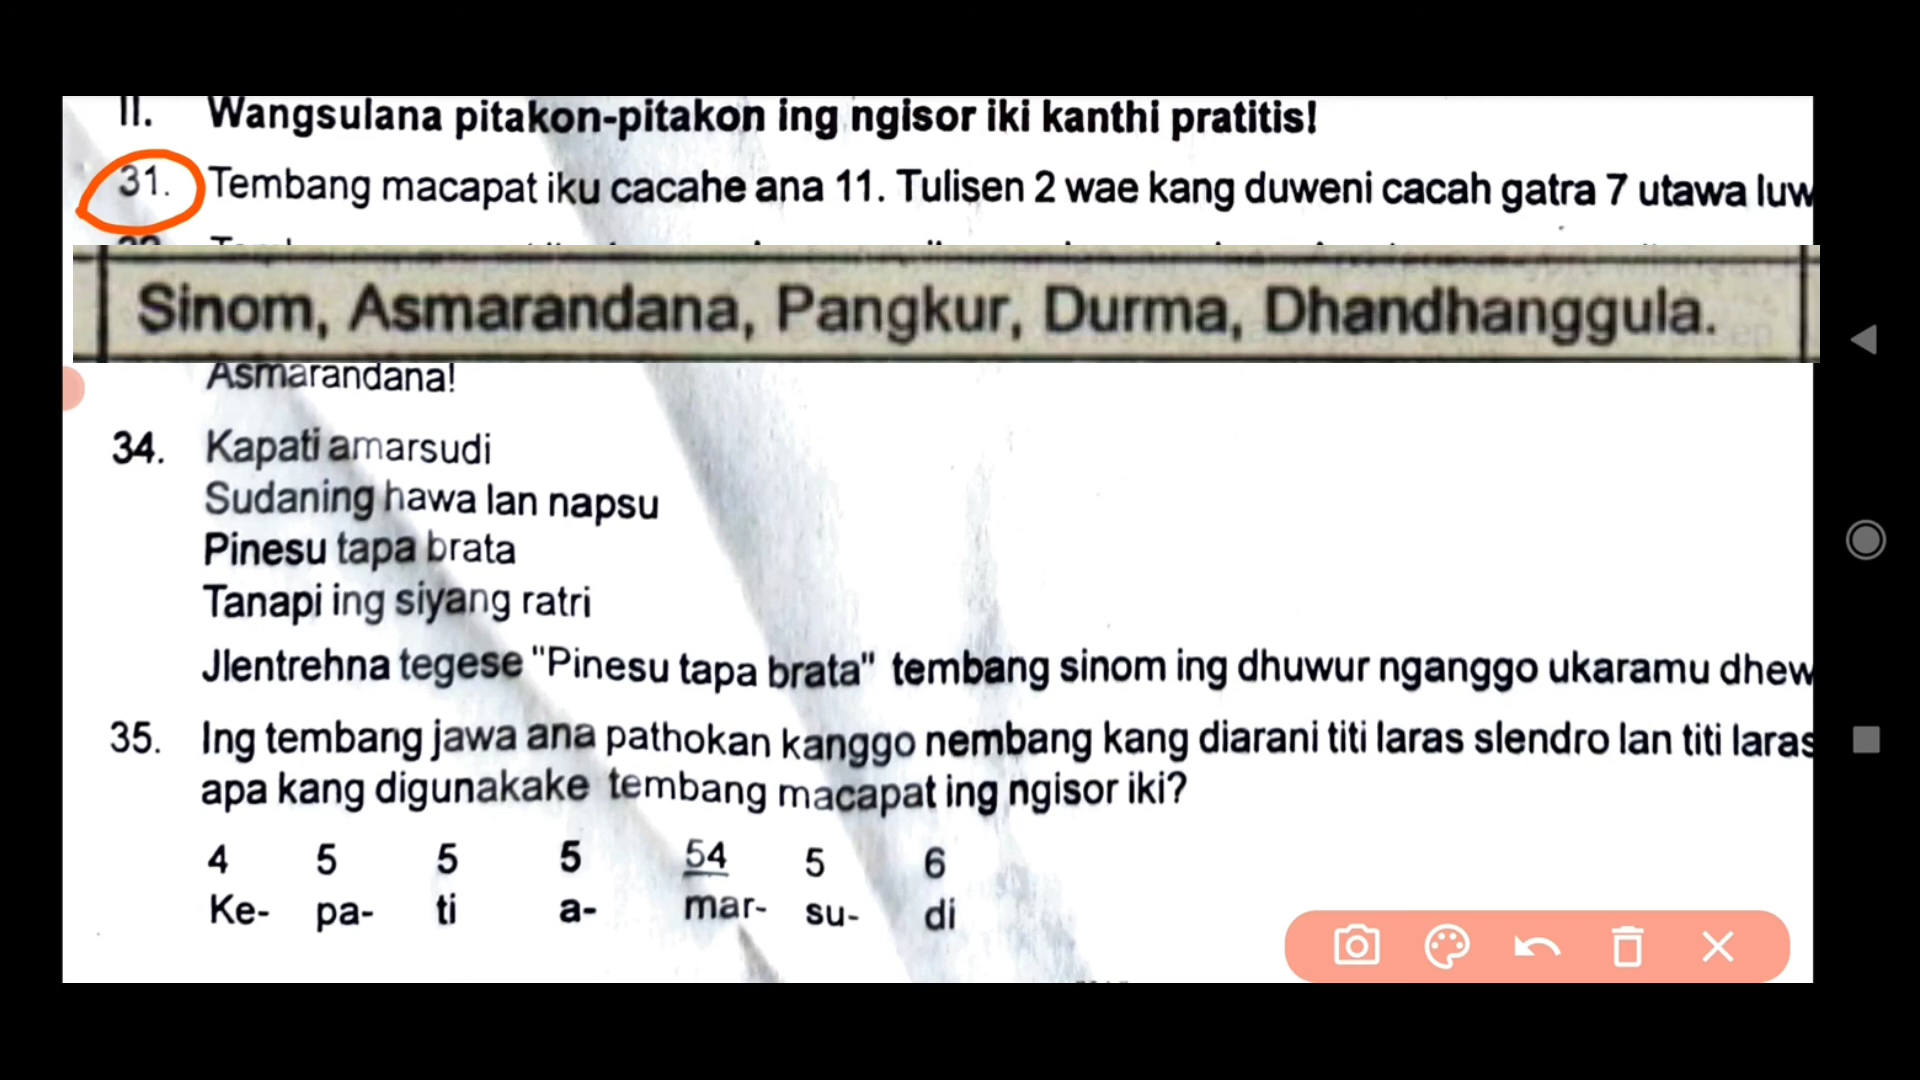 II. Wangsulana pitakon-pitakon ing ngisor iki kanthi pratitis!
31. Tembang macapat iku cacahe ana 11. Tulisen 2 wae kang duweni cacah gatra 7 utawa luw
Sinom, Asmarandana, Pangkur, Durma, Dhandhanggula.
Asmarandana!
34. Kapati amarsudi
Sudaning hawa lan napsu
Pinesu tapa brata
Tanapi ing siyang ratri
Jlentrehna tegese "Pinesu tapa brata" tembang sinom ing dhuwur nganggo ukaramu dhew
35. Ing tembang jawa ana pathokan kanggo nembang kang diarani titi laras slendro lan titi laras
apa kang digunakake tembang macapat ing ngisor iki?
4 5 5 5 54 5 6
Ke- pa- ti a- mar- su- di